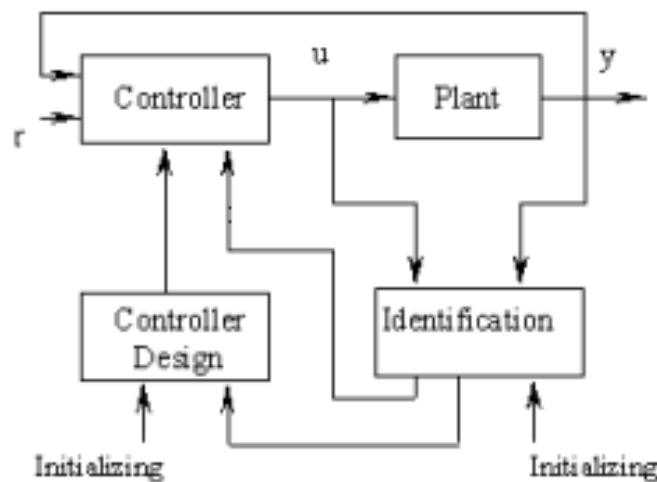 u
y
Controller
Plant
r
Controller
Design
Identification
Initializing
Initializing